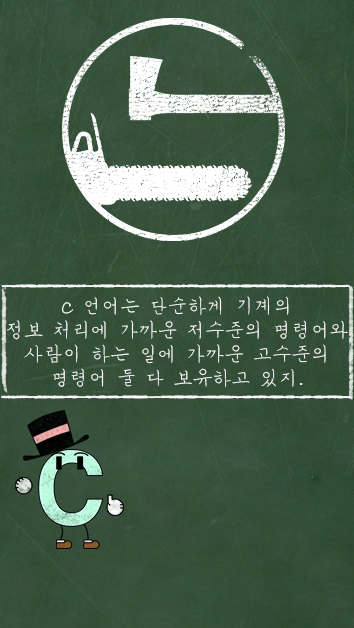 C 언어는 단순하게 기계의
정보 처리에 가까운 저수준의 명령어와
사람이 하는 일에 가까운 고수준의
명령어 둘 다 보유하고 있지.
C